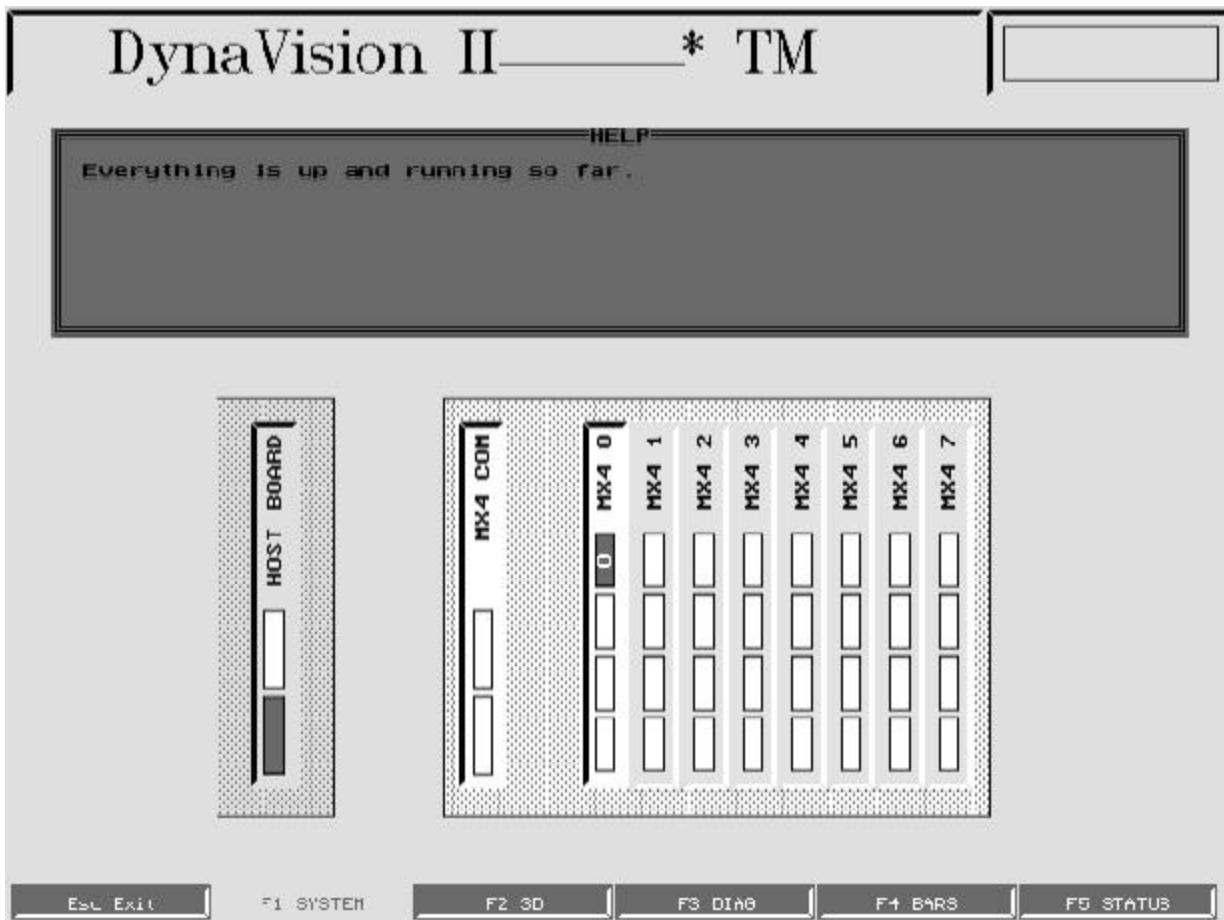 DynaVision II * TM
HELP
Everything is up and running so far.
HOST BOARD
MX4 COM
MX4 0
MX4 1
MX4 2
MX4 3
MX4 4
MX4 5
MX4 6
MX4 7
0
Esc Exit
F1 SYSTEM
F2 3D
F3 DIAG
F4 BARS
F5 STATUS